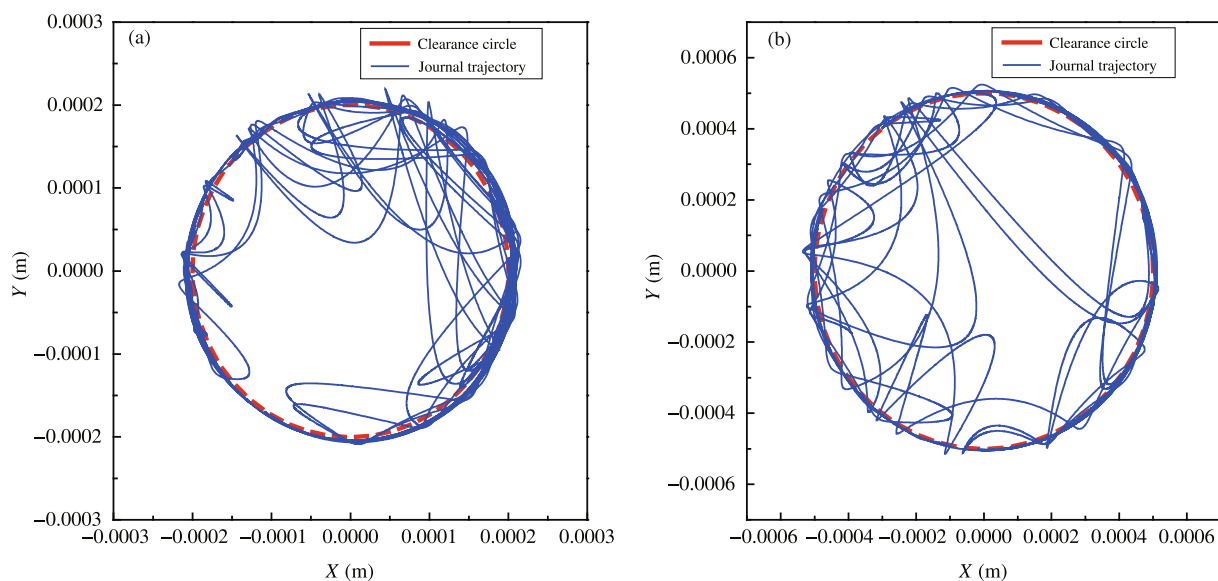 (a)
Clearance circle
Journal trajectory
0.0003
0.0002
0.0001
0.0000
−0.0001
−0.0002
−0.0003
Y (m)
−0.0003 −0.0002 −0.0001 0.0000 0.0001 0.0002 0.0003
X (m)
(b)
Clearance circle
Journal trajectory
0.0006
0.0004
0.0002
0.0000
−0.0002
−0.0004
−0.0006
Y (m)
−0.0006 −0.0004 −0.0002 0.0000 0.0002 0.0004 0.0006
X (m)